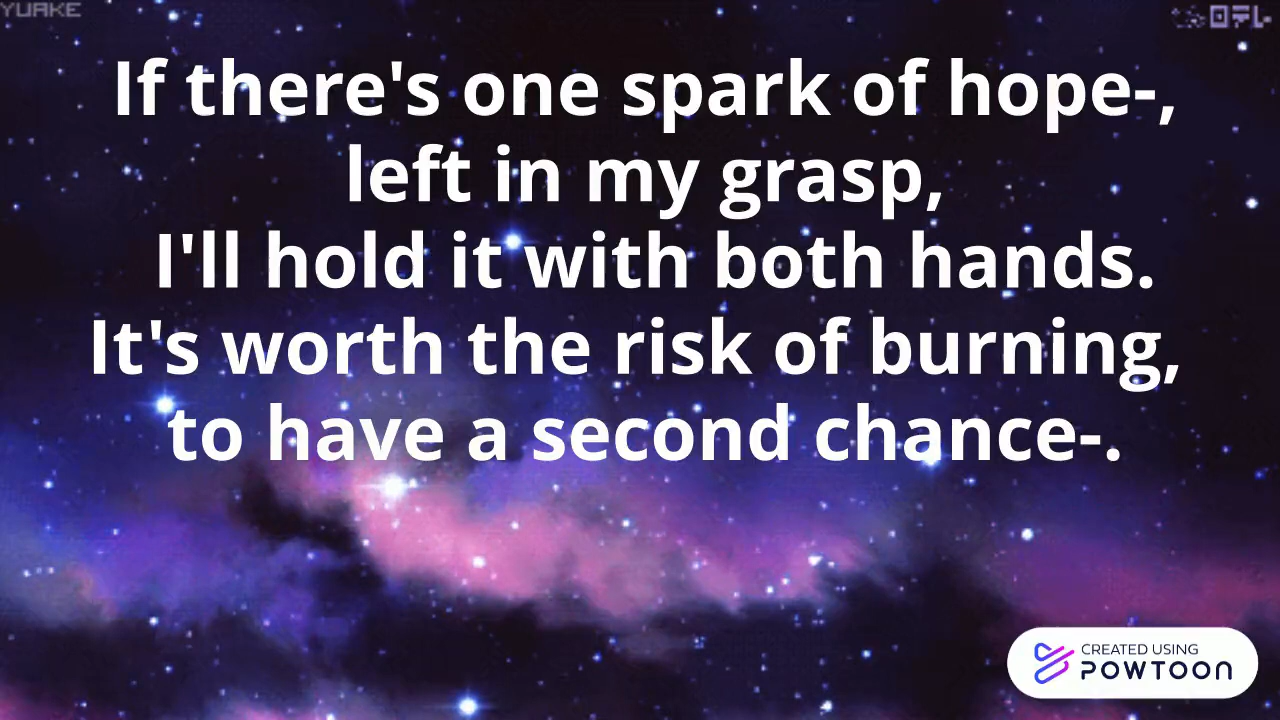 YUAKE
If there's one spark of hope-,
left in my grasp,
I'll hold it with both hands.
It's worth the risk of burning,
to have a second chance-.
CREATED USING
POWTOON